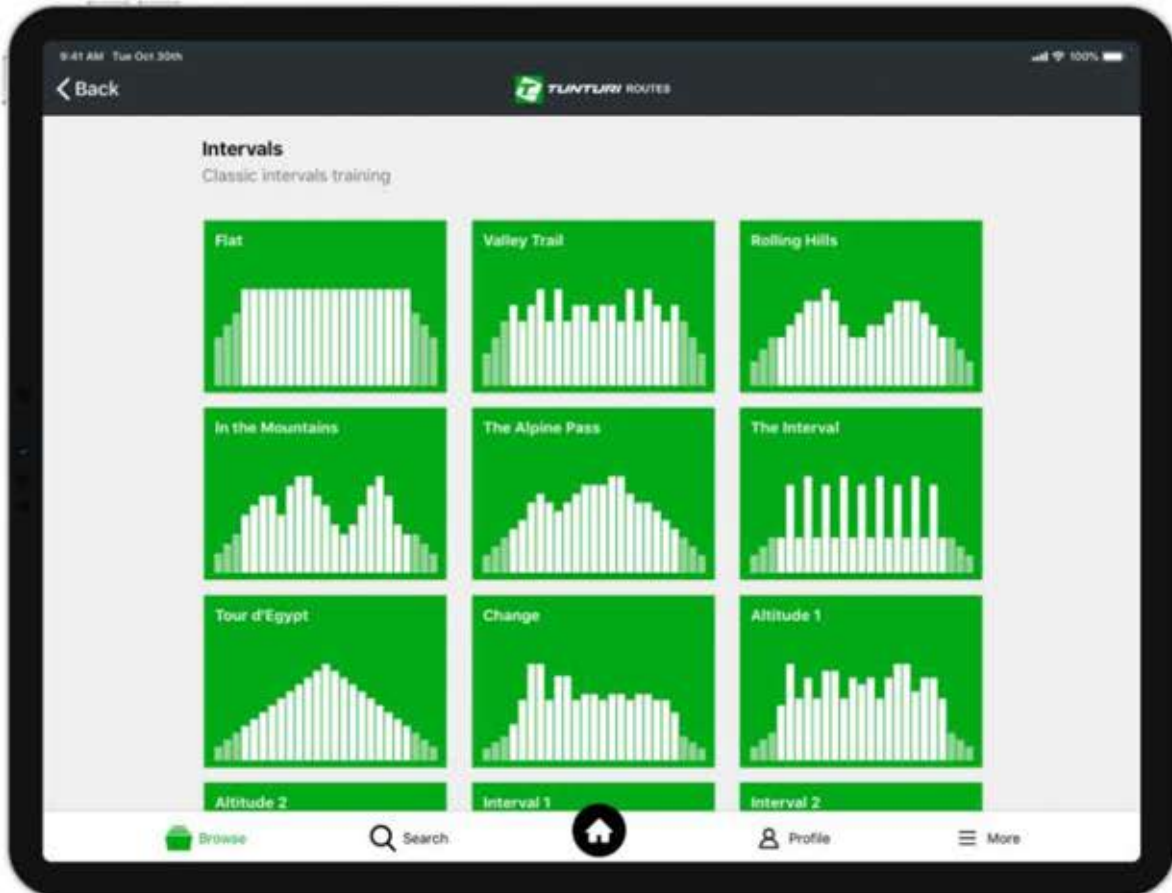 9:41 AM Tue Oct 30th
100%
Back
TUNTURI ROUTES
Intervals
Classic intervals training
Flat
Valley Trail
Rolling Hills
In the Mountains
The Alpine Pass
The Interval
Tour d'Egypt
Change
Altitude 1
Altitude 2
Interval 1
Interval 2
Browse
Search
Profile
More